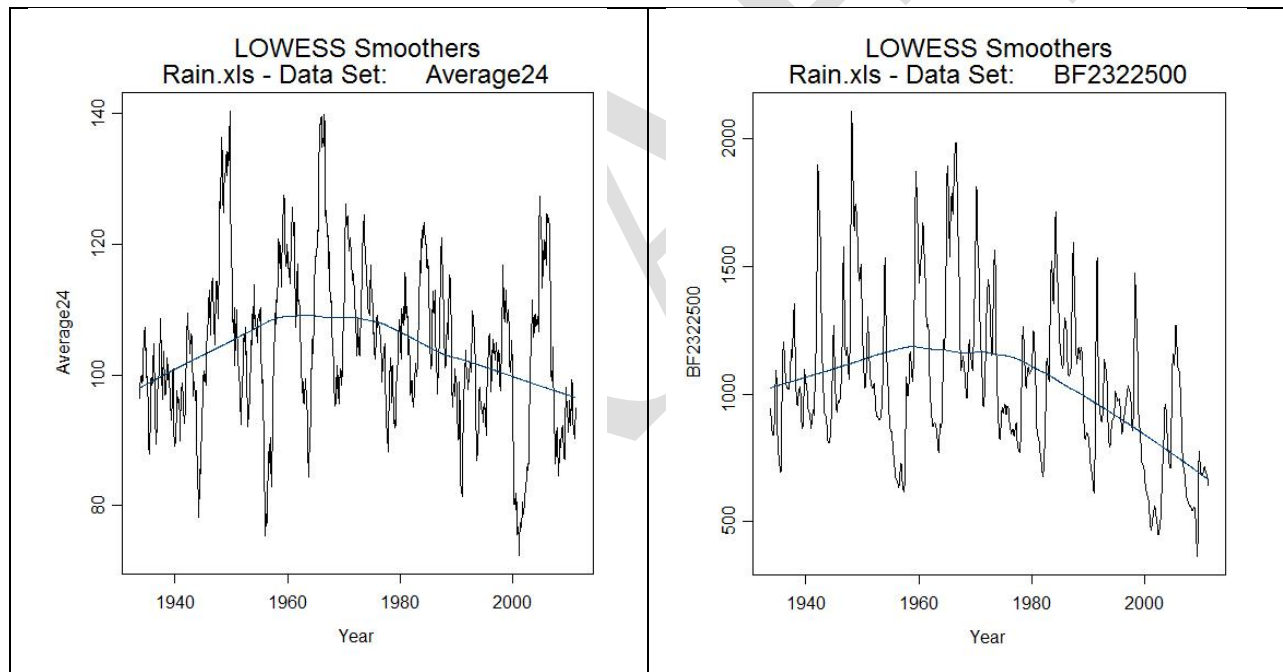 LOWESS Smoothers
Rain.xls - Data Set: Average24
Average24
140
120
100
80
1940 1960 1980 2000
Year
LOWESS Smoothers
Rain.xls - Data Set: BF2322500
BF2322500
2000
1500
1000
500
1940 1960 1980 2000
Year